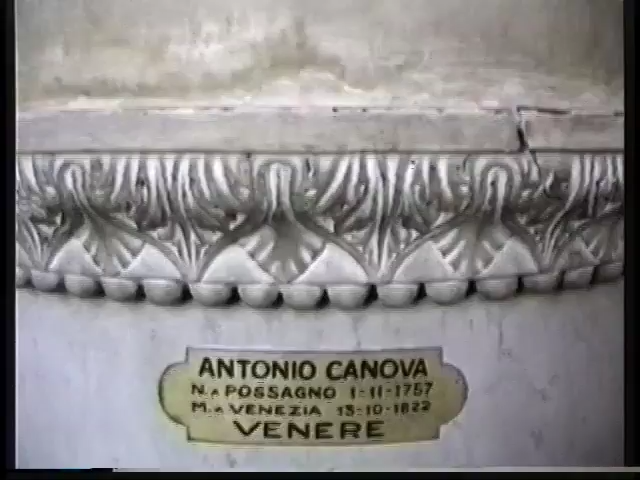 ANTONIO CANOVA
N. a POSSAGNO 1-11-1757
M. a VENEZIA 13-10-1822
VENERE